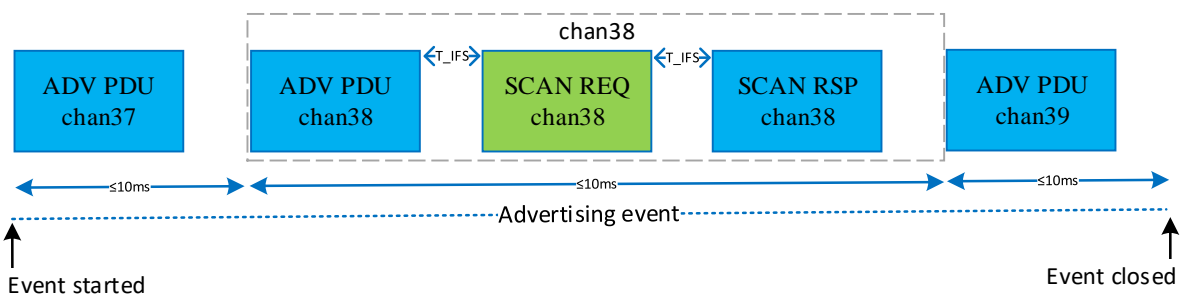 chan38
ADV PDU
chan37
ADV PDU
chan38
T_IFS
SCAN REQ
chan38
T_IFS
SCAN RSP
chan38
ADV PDU
chan39
≤10ms
≤10ms
≤10ms
Advertising event
Event started
Event closed